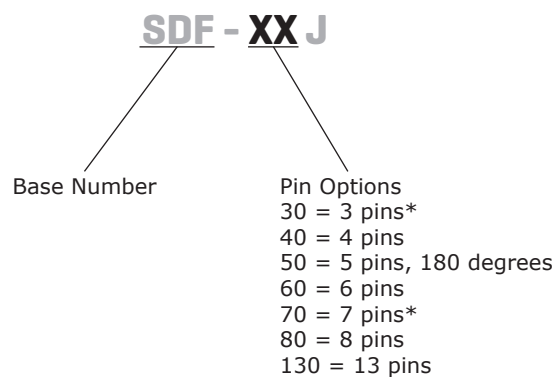 SDF - XX J
Base Number
Pin Options
30 = 3 pins*
40 = 4 pins
50 = 5 pins, 180 degrees
60 = 6 pins
70 = 7 pins*
80 = 8 pins
130 = 13 pins